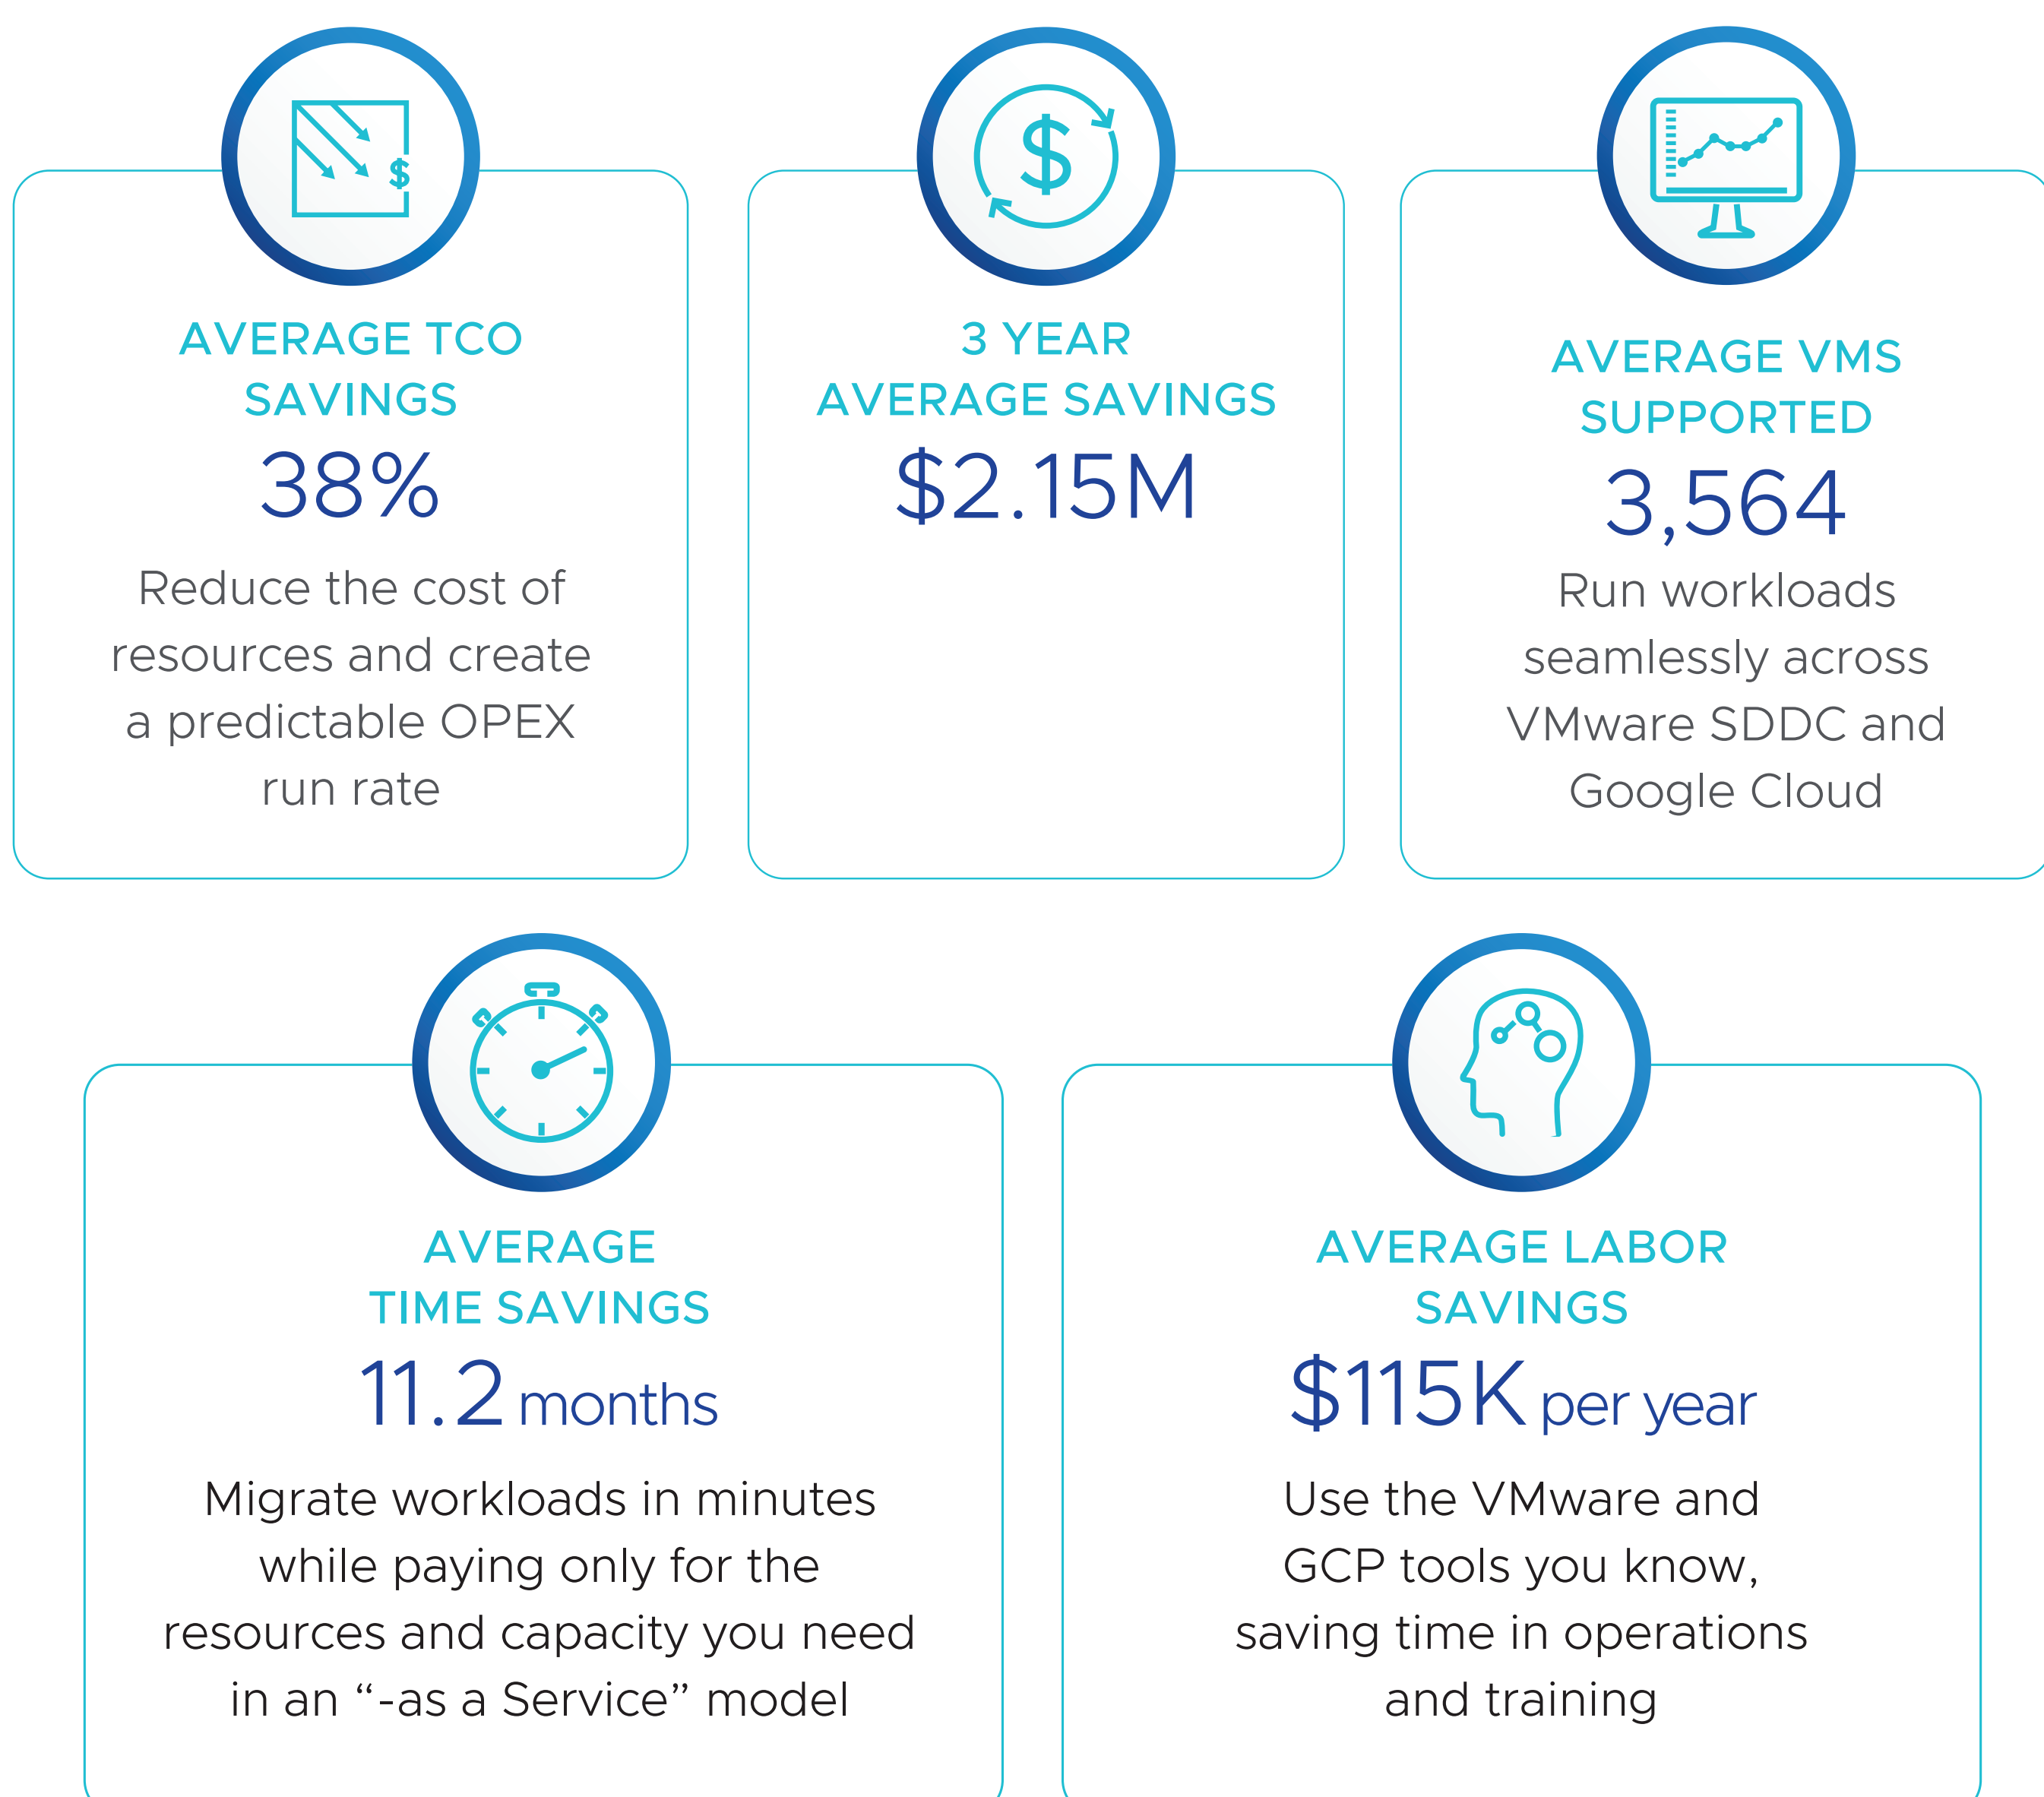 $
$
AVERAGE TCO
SAVINGS
38%
Reduce the cost of
resources and create
a predictable OPEX
run rate
3 YEAR
AVERAGE SAVINGS
$2.15M
AVERAGE VMS
SUPPORTED
3,564
Run workloads
seamlessly across
VMware SDDC and
Google Cloud
AVERAGE
TIME SAVINGS
11.2 months
Migrate workloads in minutes
while paying only for the
resources and capacity you need
in an “-as a Service” model
AVERAGE LABOR
SAVINGS
$115K per year
Use the VMware and
GCP tools you know,
saving time in operations
and training